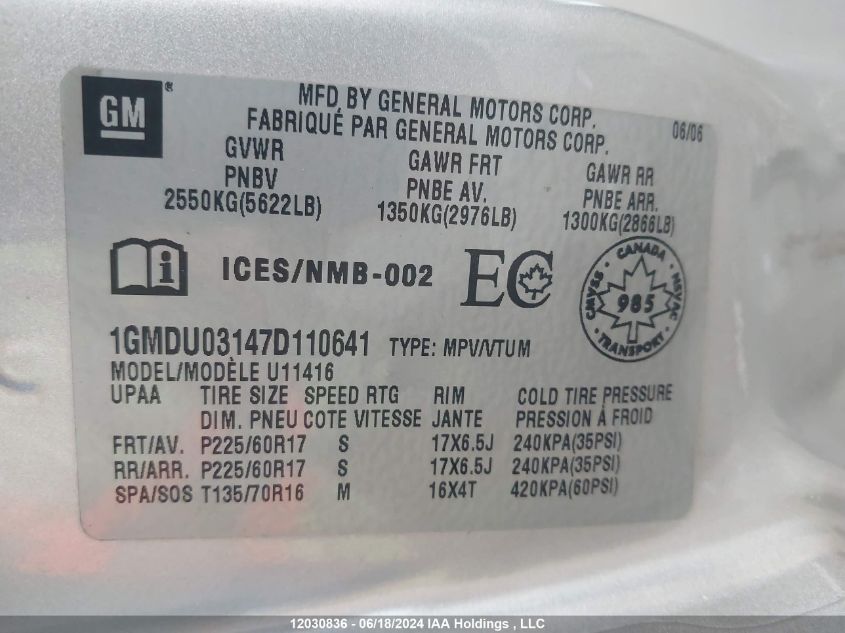 GM®
MFD. BY GENERAL MOTORS CORP. 06/06
FABRIQUÉ PAR GENERAL MOTORS CORP.
GVWR GAWR FRT GAWR RR
PNBV PNBE AV. PNBE ARR.
2550KG(5622LB) 1350KG(2976LB) 1300KG(2866LB)
i ICES/NMB-002 EC
CANADA
CMVSS 985 NSVAC
TRANSPORT
1GMDU03147D110641 TYPE: MPV/VTUM
MODEL/MODÈLE U11416
UPAA TIRE SIZE SPEED RTG RIM COLD TIRE PRESSURE
DIM. PNEU COTE VITESSE JANTE PRESSION À FROID
FRT/AV. P225/60R17 S 17X6.5J 240KPA(35PSI)
RR/ARR. P225/60R17 S 17X6.5J 240KPA(35PSI)
SPA/SOS T135/70R16 M 16X4T 420KPA(60PSI)
12030836 - 06/18/2024 IAA Holdings , LLC